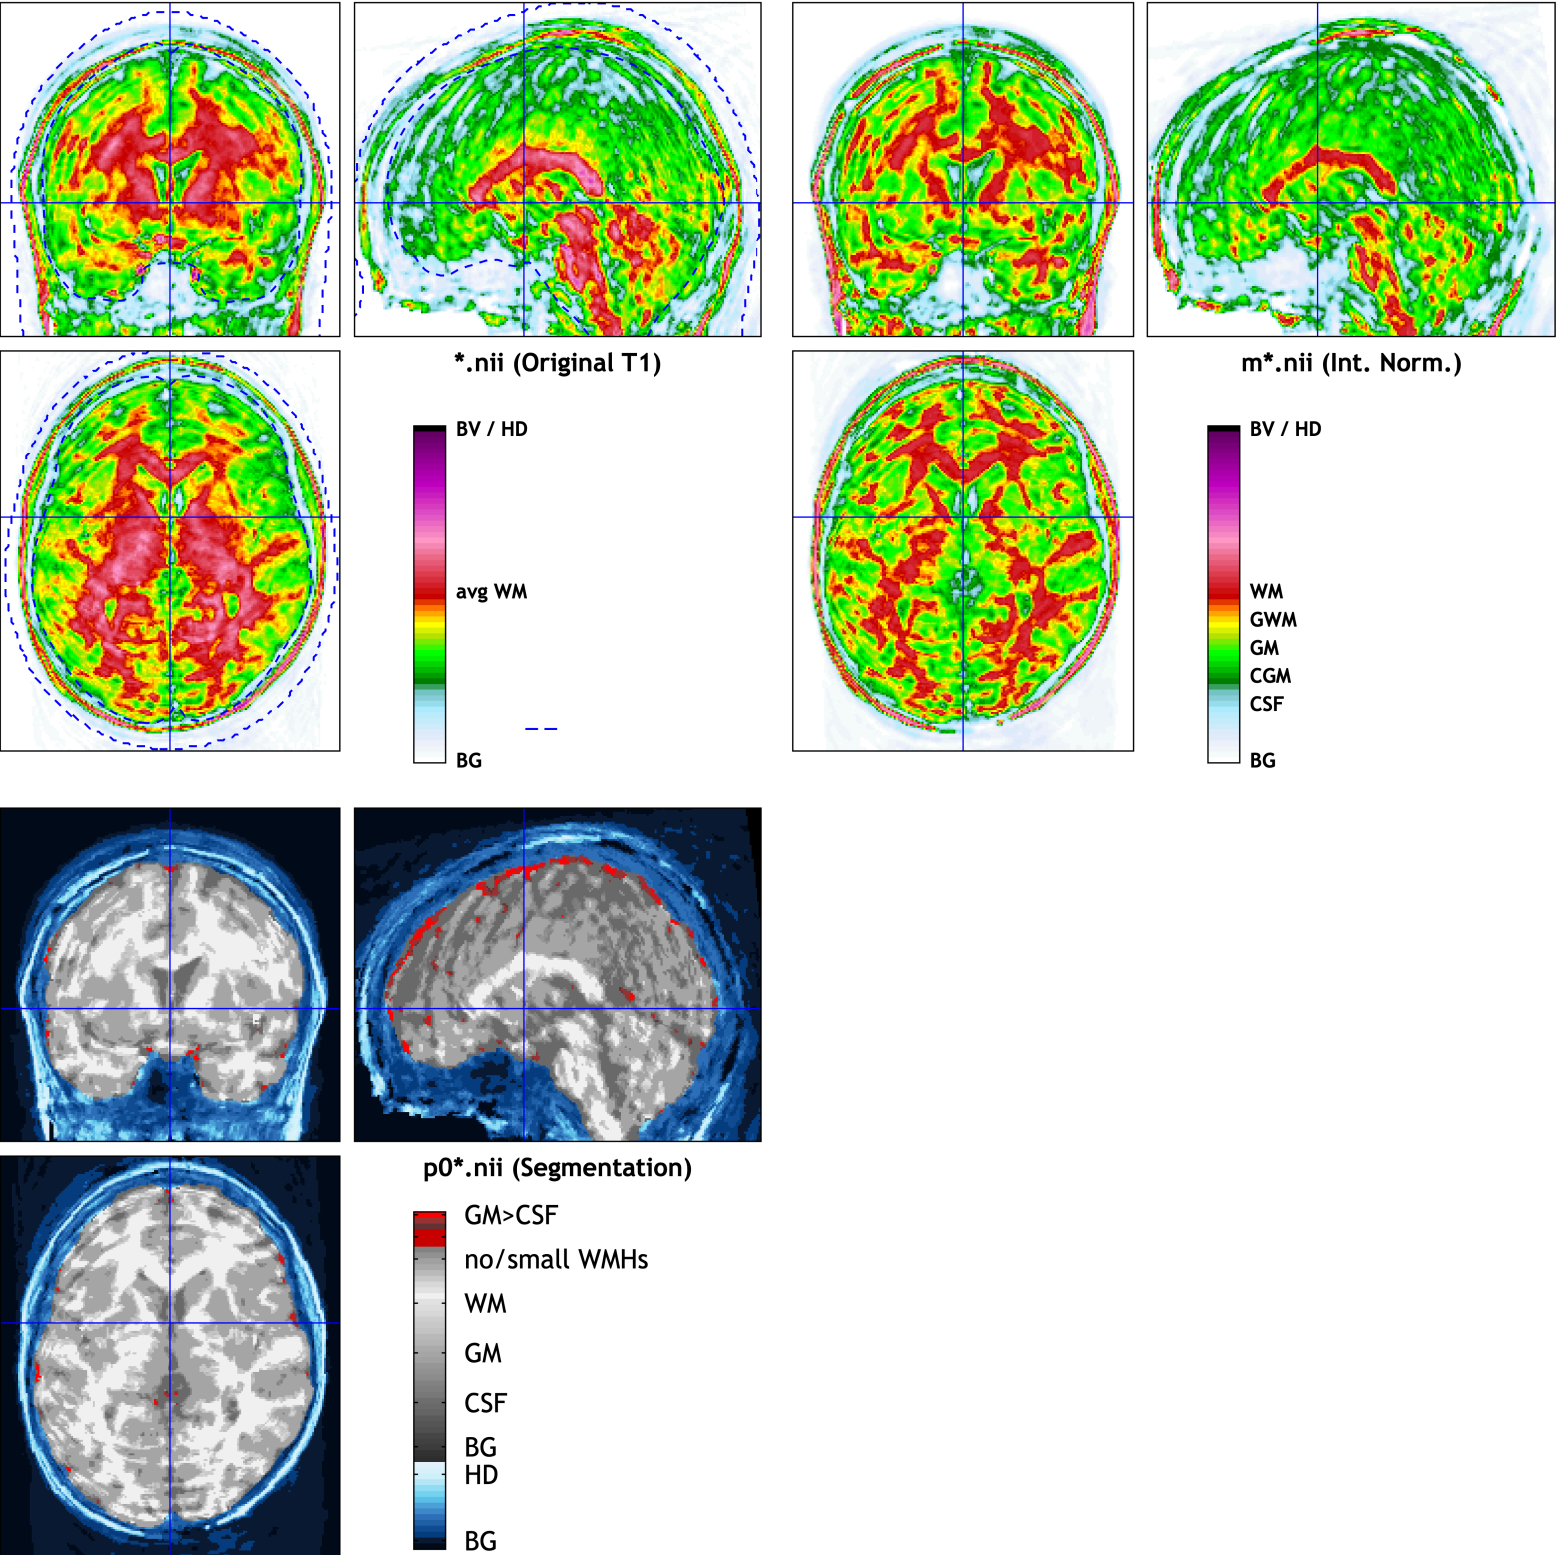 *.nii (Original T1)
BV / HD
avg WM
BG
m*.nii (Int. Norm.)
BV / HD
WM
GWM
GM
CGM
CSF
BG
p0*.nii (Segmentation)
GM>CSF
no/small WMHs
WM
GM
CSF
BG
HD
BG